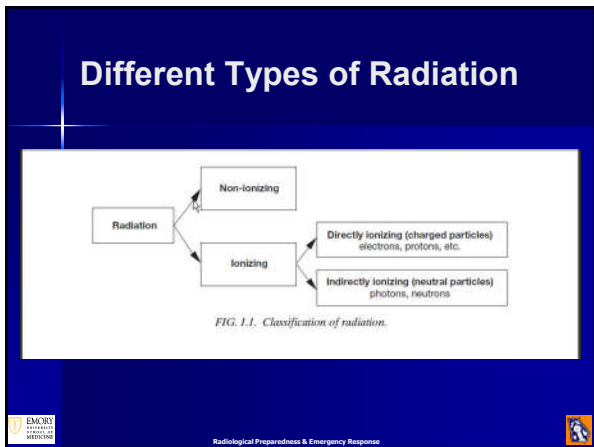 Different Types of Radiation
Non-ionizing
Radiation
Ionizing
Directly ionizing (charged particles)
electrons, protons, etc.
Indirectly ionizing (neutral particles)
photons, neutrons
FIG. 1.1. Classification of radiation.
EMORY
UNIVERSITY
SCHOOL OF
MEDICINE
Radiological Preparedness & Emergency Response